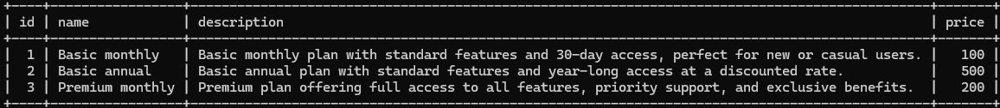 +----+-----------------+---------------------------------------------------------------------------------------+-------+
| id | name            | description                                                                           | price |
+----+-----------------+---------------------------------------------------------------------------------------+-------+
|  1 | Basic monthly   | Basic monthly plan with standard features and 30-day access, perfect for new or casual users. |   100 |
|  2 | Basic annual    | Basic annual plan with standard features and year-long access at a discounted rate.   |   500 |
|  3 | Premium monthly | Premium plan offering full access to all features, priority support, and exclusive benefits.  |   200 |
+----+-----------------+---------------------------------------------------------------------------------------+-------+